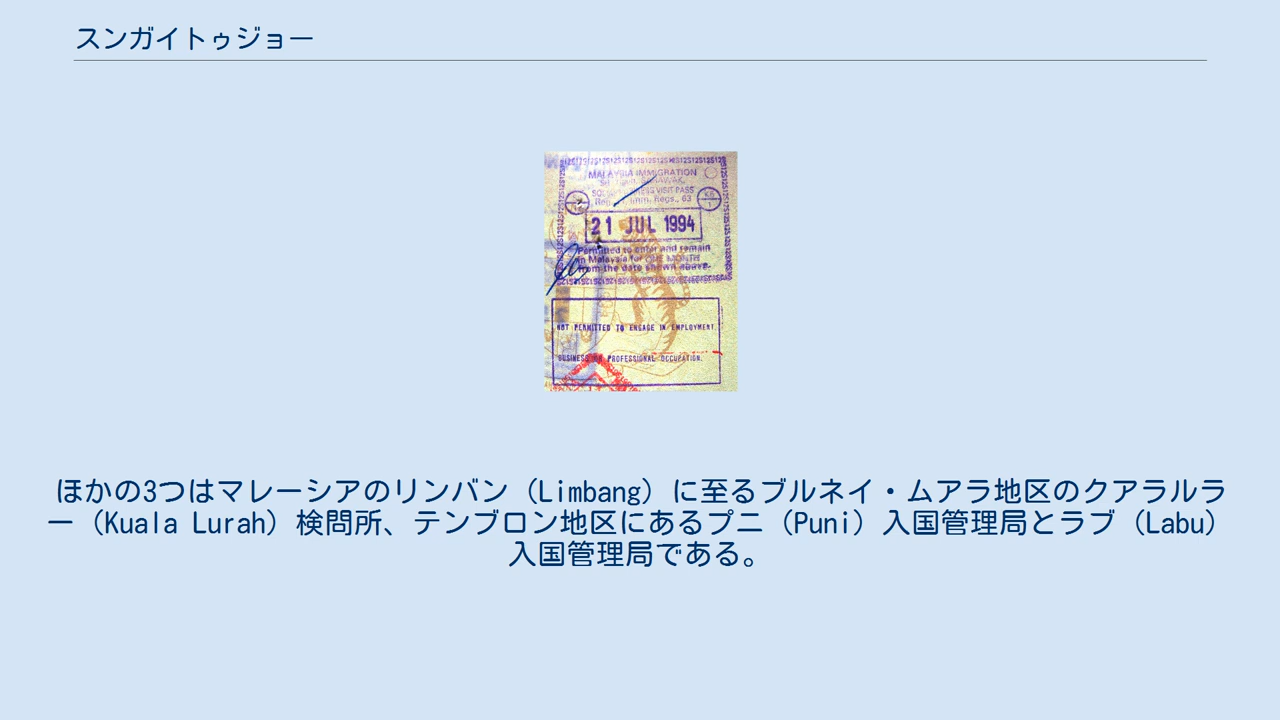 スンガイトゥジョー
MALAYSIA IMMIGRATION
VISIT PASS
Reg. Imm. Regs., 63
21 JUL 1994
Permitted to enter and remain
in Malaysia for ONE MONTH
from the date shown above.
NOT PERMITTED TO ENGAGE IN EMPLOYMENT,
BUSINESS OR PROFESSIONAL OCCUPATION.
ほかの3つはマレーシアのリンバン（Limbang）に至るブルネイ・ムアラ地区のクアラルラ
ー（Kuala Lurah）検問所、テンブロン地区にあるプニ（Puni）入国管理局とラブ（Labu）
入国管理局である。